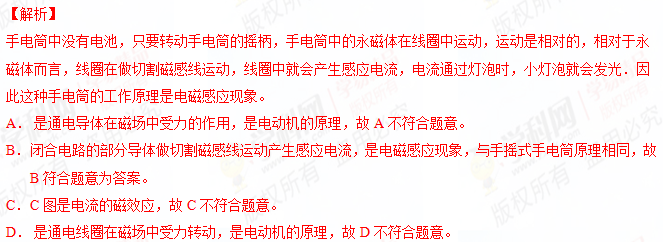 【解析】
手电筒中没有电池，只要转动手电筒的摇柄，手电筒中的永磁体在线圈中运动，运动是相对的，相对于永
磁体而言，线圈在做切割磁感线运动，线圈中就会产生感应电流，电流通过灯泡时，小灯泡就会发光．因
此这种手电筒的工作原理是电磁感应现象。
A． 是通电导体在磁场中受力的作用，是电动机的原理，故 A 不符合题意。
B．闭合电路的部分导体做切割磁感线运动产生感应电流，是电磁感应现象，与手摇式手电筒原理相同，故
B 符合题意为答案。
C．C 图是电流的磁效应，故 C 不符合题意。
D． 是通电线圈在磁场中受力转动，是电动机的原理，故 D 不符合题意。